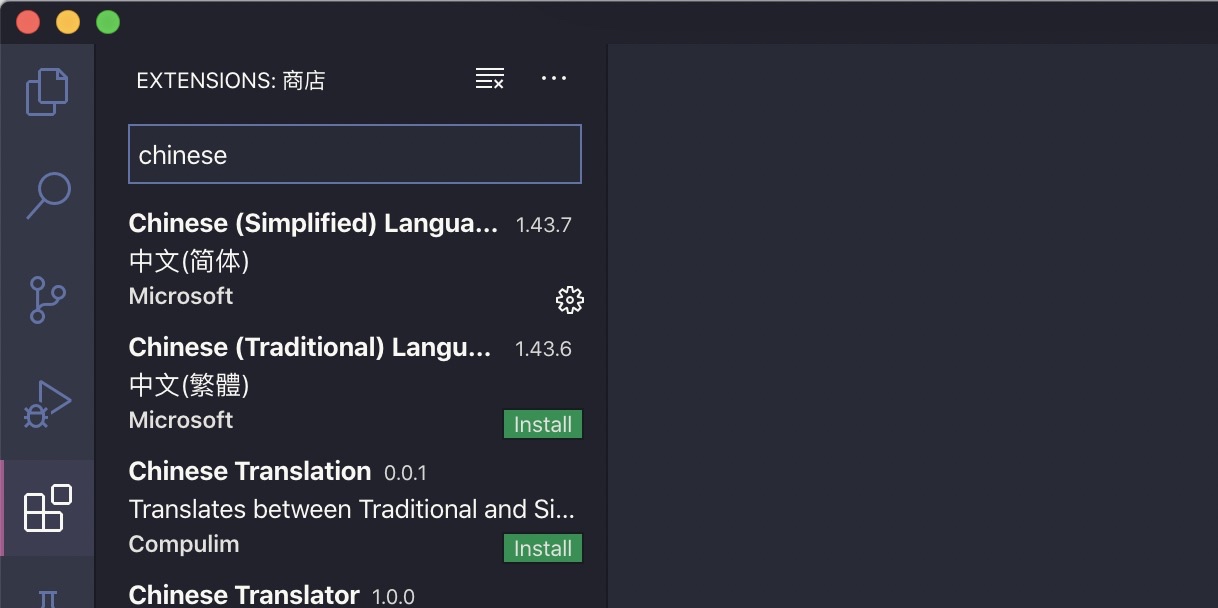 EXTENSIONS: 商店
chinese
Chinese (Simplified) Langua... 1.43.7
中文(简体)
Microsoft
Chinese (Traditional) Langu... 1.43.6
中文(繁體)
Microsoft Install
Chinese Translation 0.0.1
Translates between Traditional and Si...
Compulim Install
Chinese Translator 1.0.0